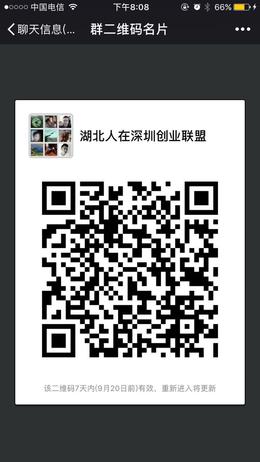 中国电信 下午8:08 66%
聊天信息(... 群二维码名片 ...
湖北人在深圳创业联盟
该二维码7天内(9月20日前)有效，重新进入将更新